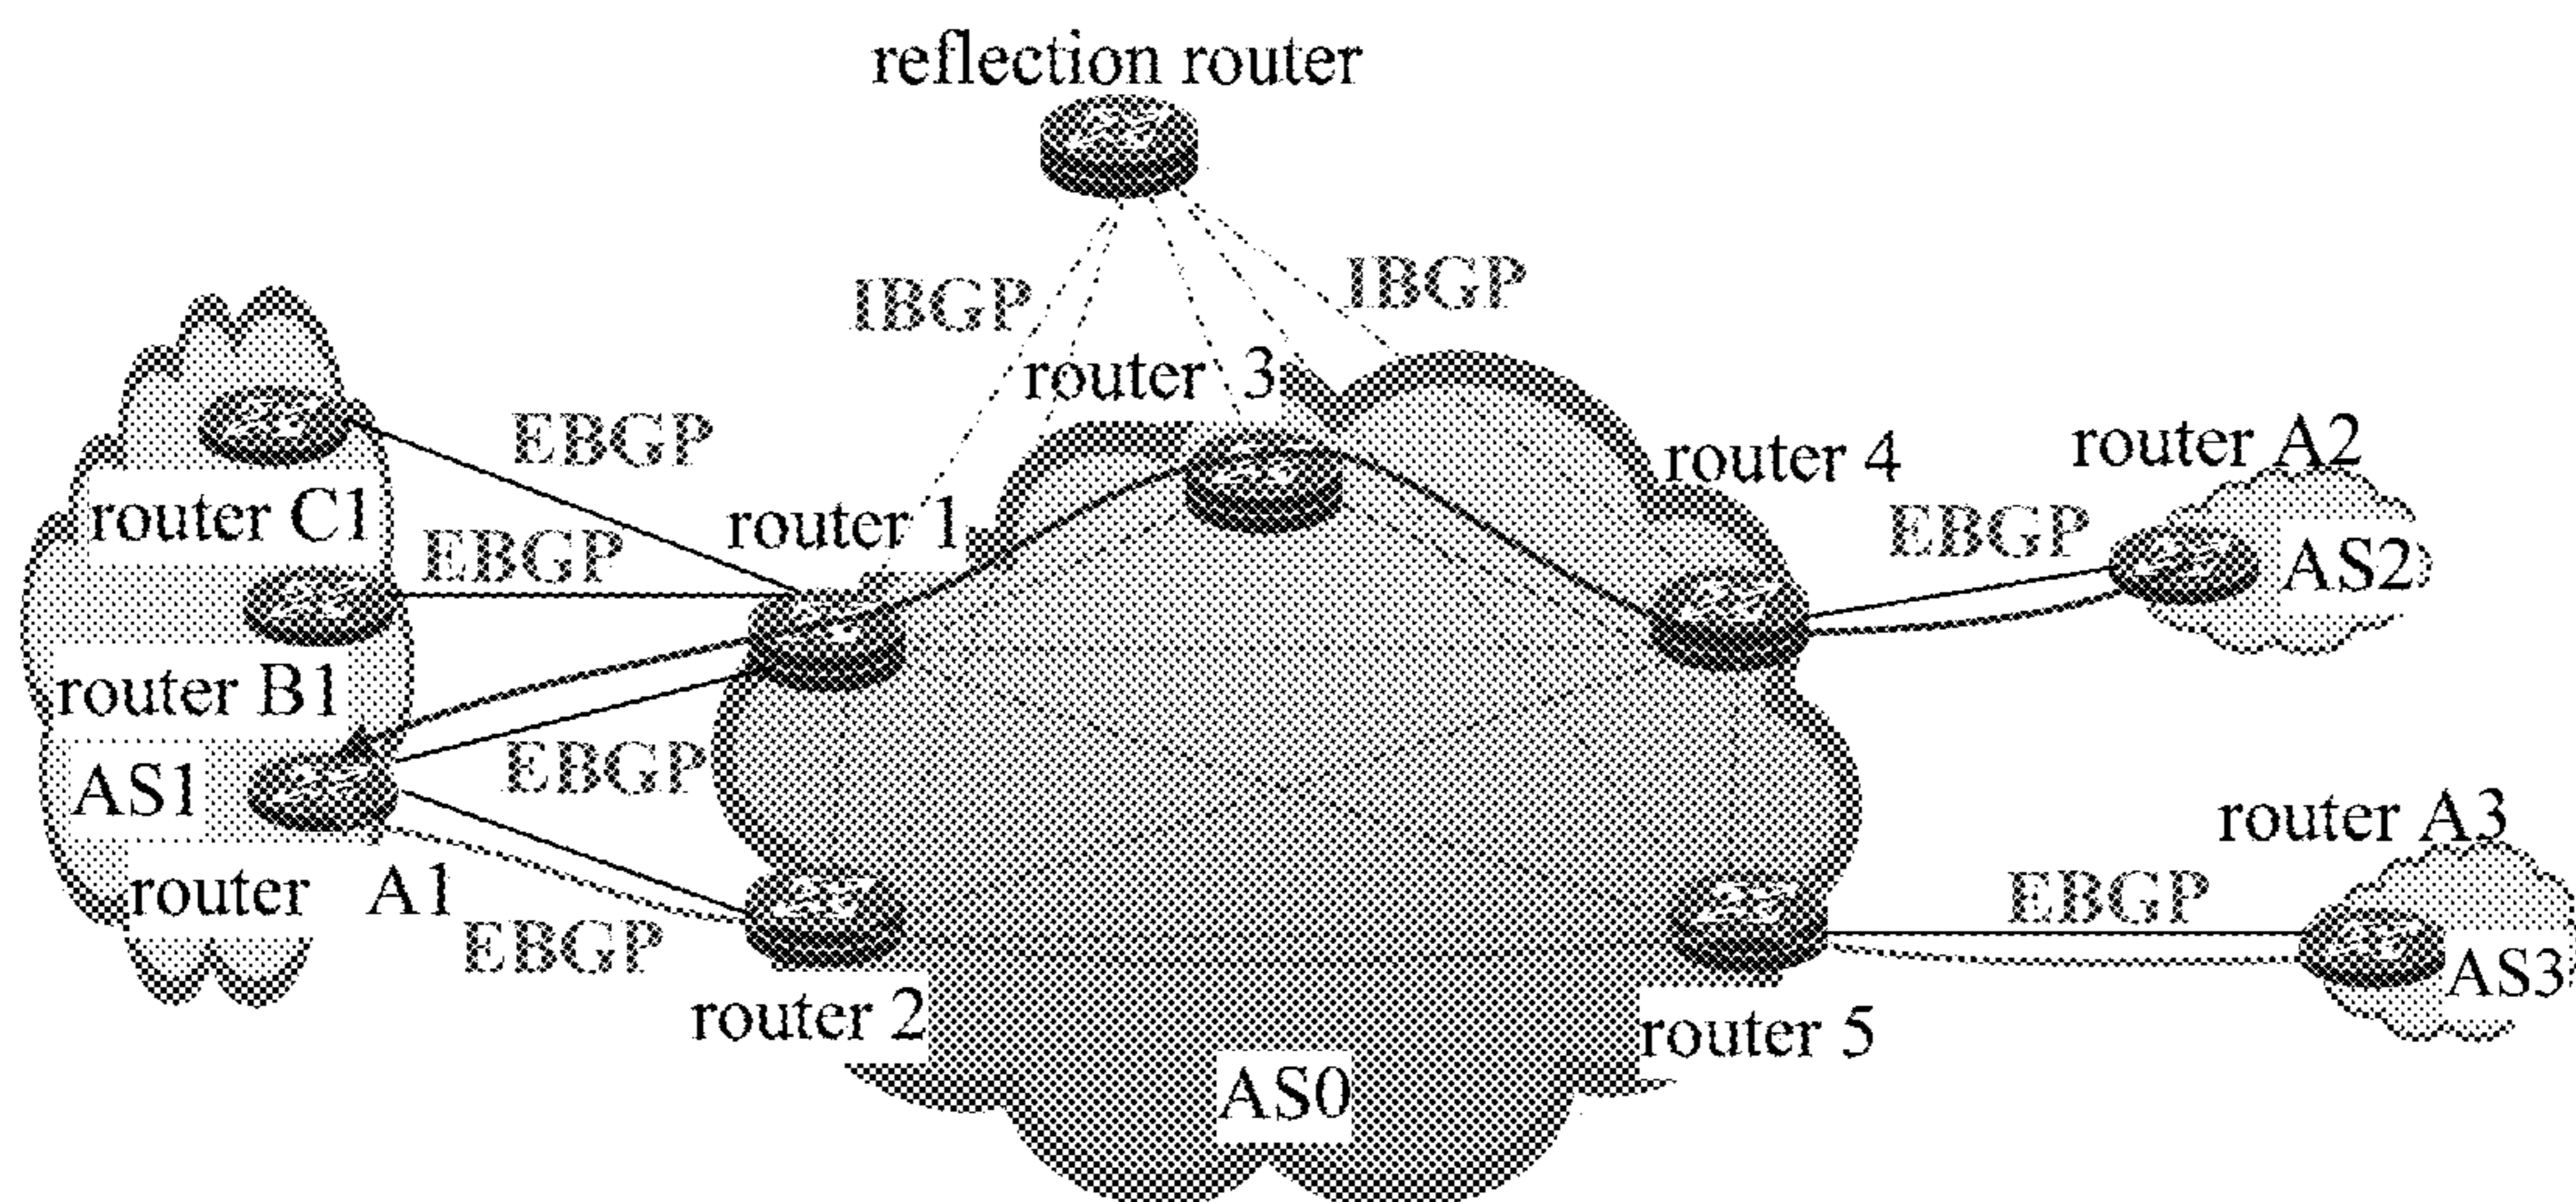 reflection router
IBGP
IBGP
router 3
EBGP
router 4
router A2
router C1
router 1
EBGP
EBGP
AS2
router B1
AS1
EBGP
router A3
router A1
EBGP
EBGP
AS3
router 2
router 5
AS0